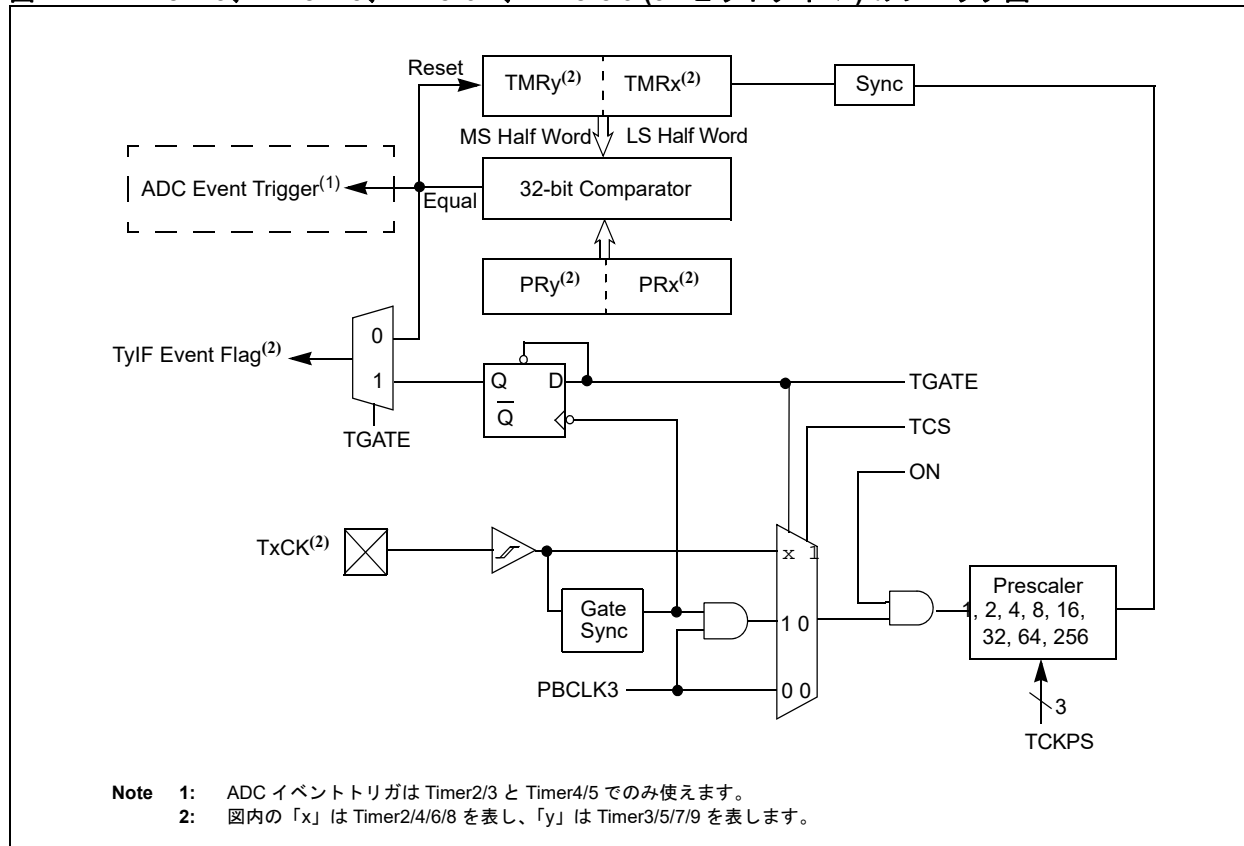 Reset
TMRy(2)
TMRx(2)
Sync
MS Half Word
LS Half Word
ADC Event Trigger(1)
Equal
32-bit Comparator
PRy(2)
PRx(2)
0
TyIF Event Flag(2)
1
Q
D
Q
TGATE
TGATE
TCS
ON
TxCK(2)
x 1
Gate
Sync
1 0
Prescaler
1, 2, 4, 8, 16,
32, 64, 256
PBCLK3
0 0
3
TCKPS
Note 1: ADC イベントトリガは Timer2/3 と Timer4/5 でのみ使えます。
2: 図内の「x」は Timer2/4/6/8 を表し、「y」は Timer3/5/7/9 を表します。